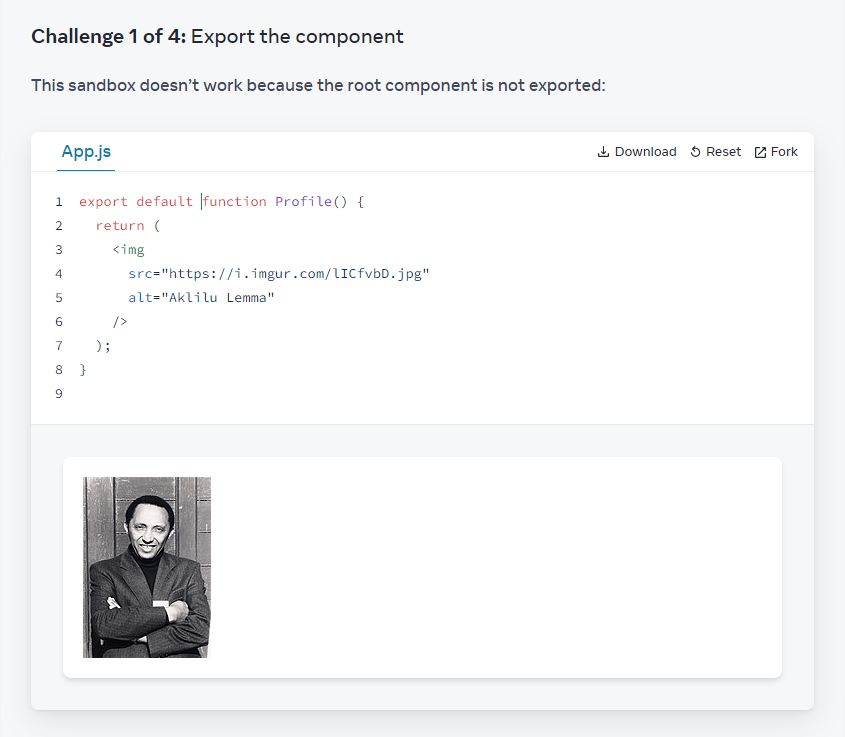 Challenge 1 of 4: Export the component
This sandbox doesn’t work because the root component is not exported:
App.js Download Reset Fork
1 export default function Profile() {
2   return (
3     <img
4       src="https://i.imgur.com/lICfvbD.jpg"
5       alt="Aklilu Lemma"
6     />
7   );
8 }
9